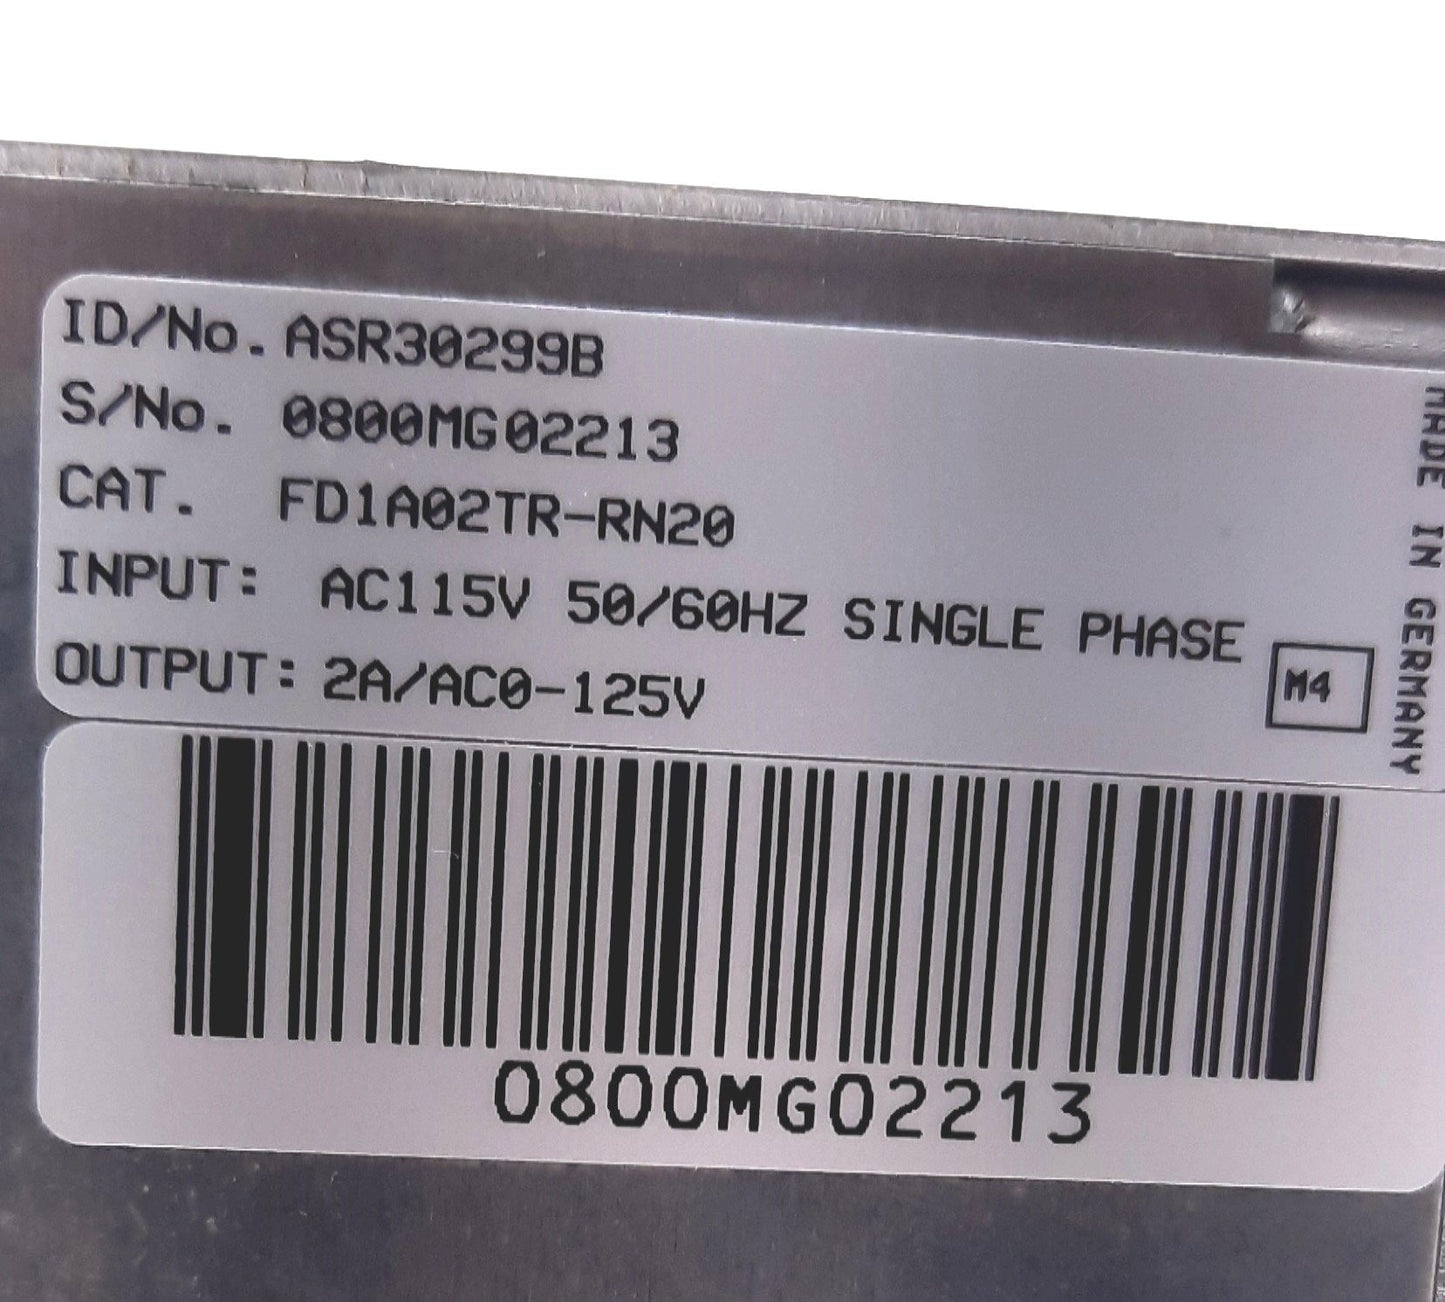 ID/No. ASR30299B
S/No. 0800MG02213
CAT. FD1A02TR-RN20
INPUT: AC115V 50/60HZ SINGLE PHASE
OUTPUT: 2A/AC0-125V
M4
MADE IN GERMANY
0800MG02213